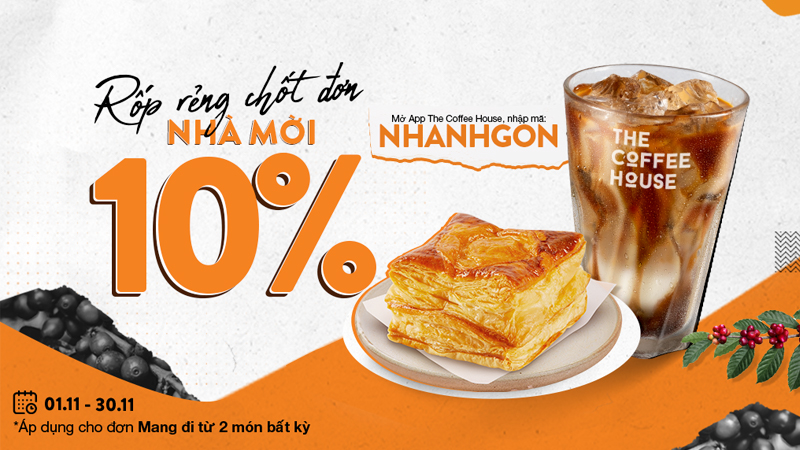 Rốp rẻng chốt đơn
NHÀ MỜI
10%
Mở App The Coffee House, nhập mã:
NHANHGON
THE
COFFEE
HOUSE
01.11 - 30.11
*Áp dụng cho đơn Mang đi từ 2 món bất kỳ